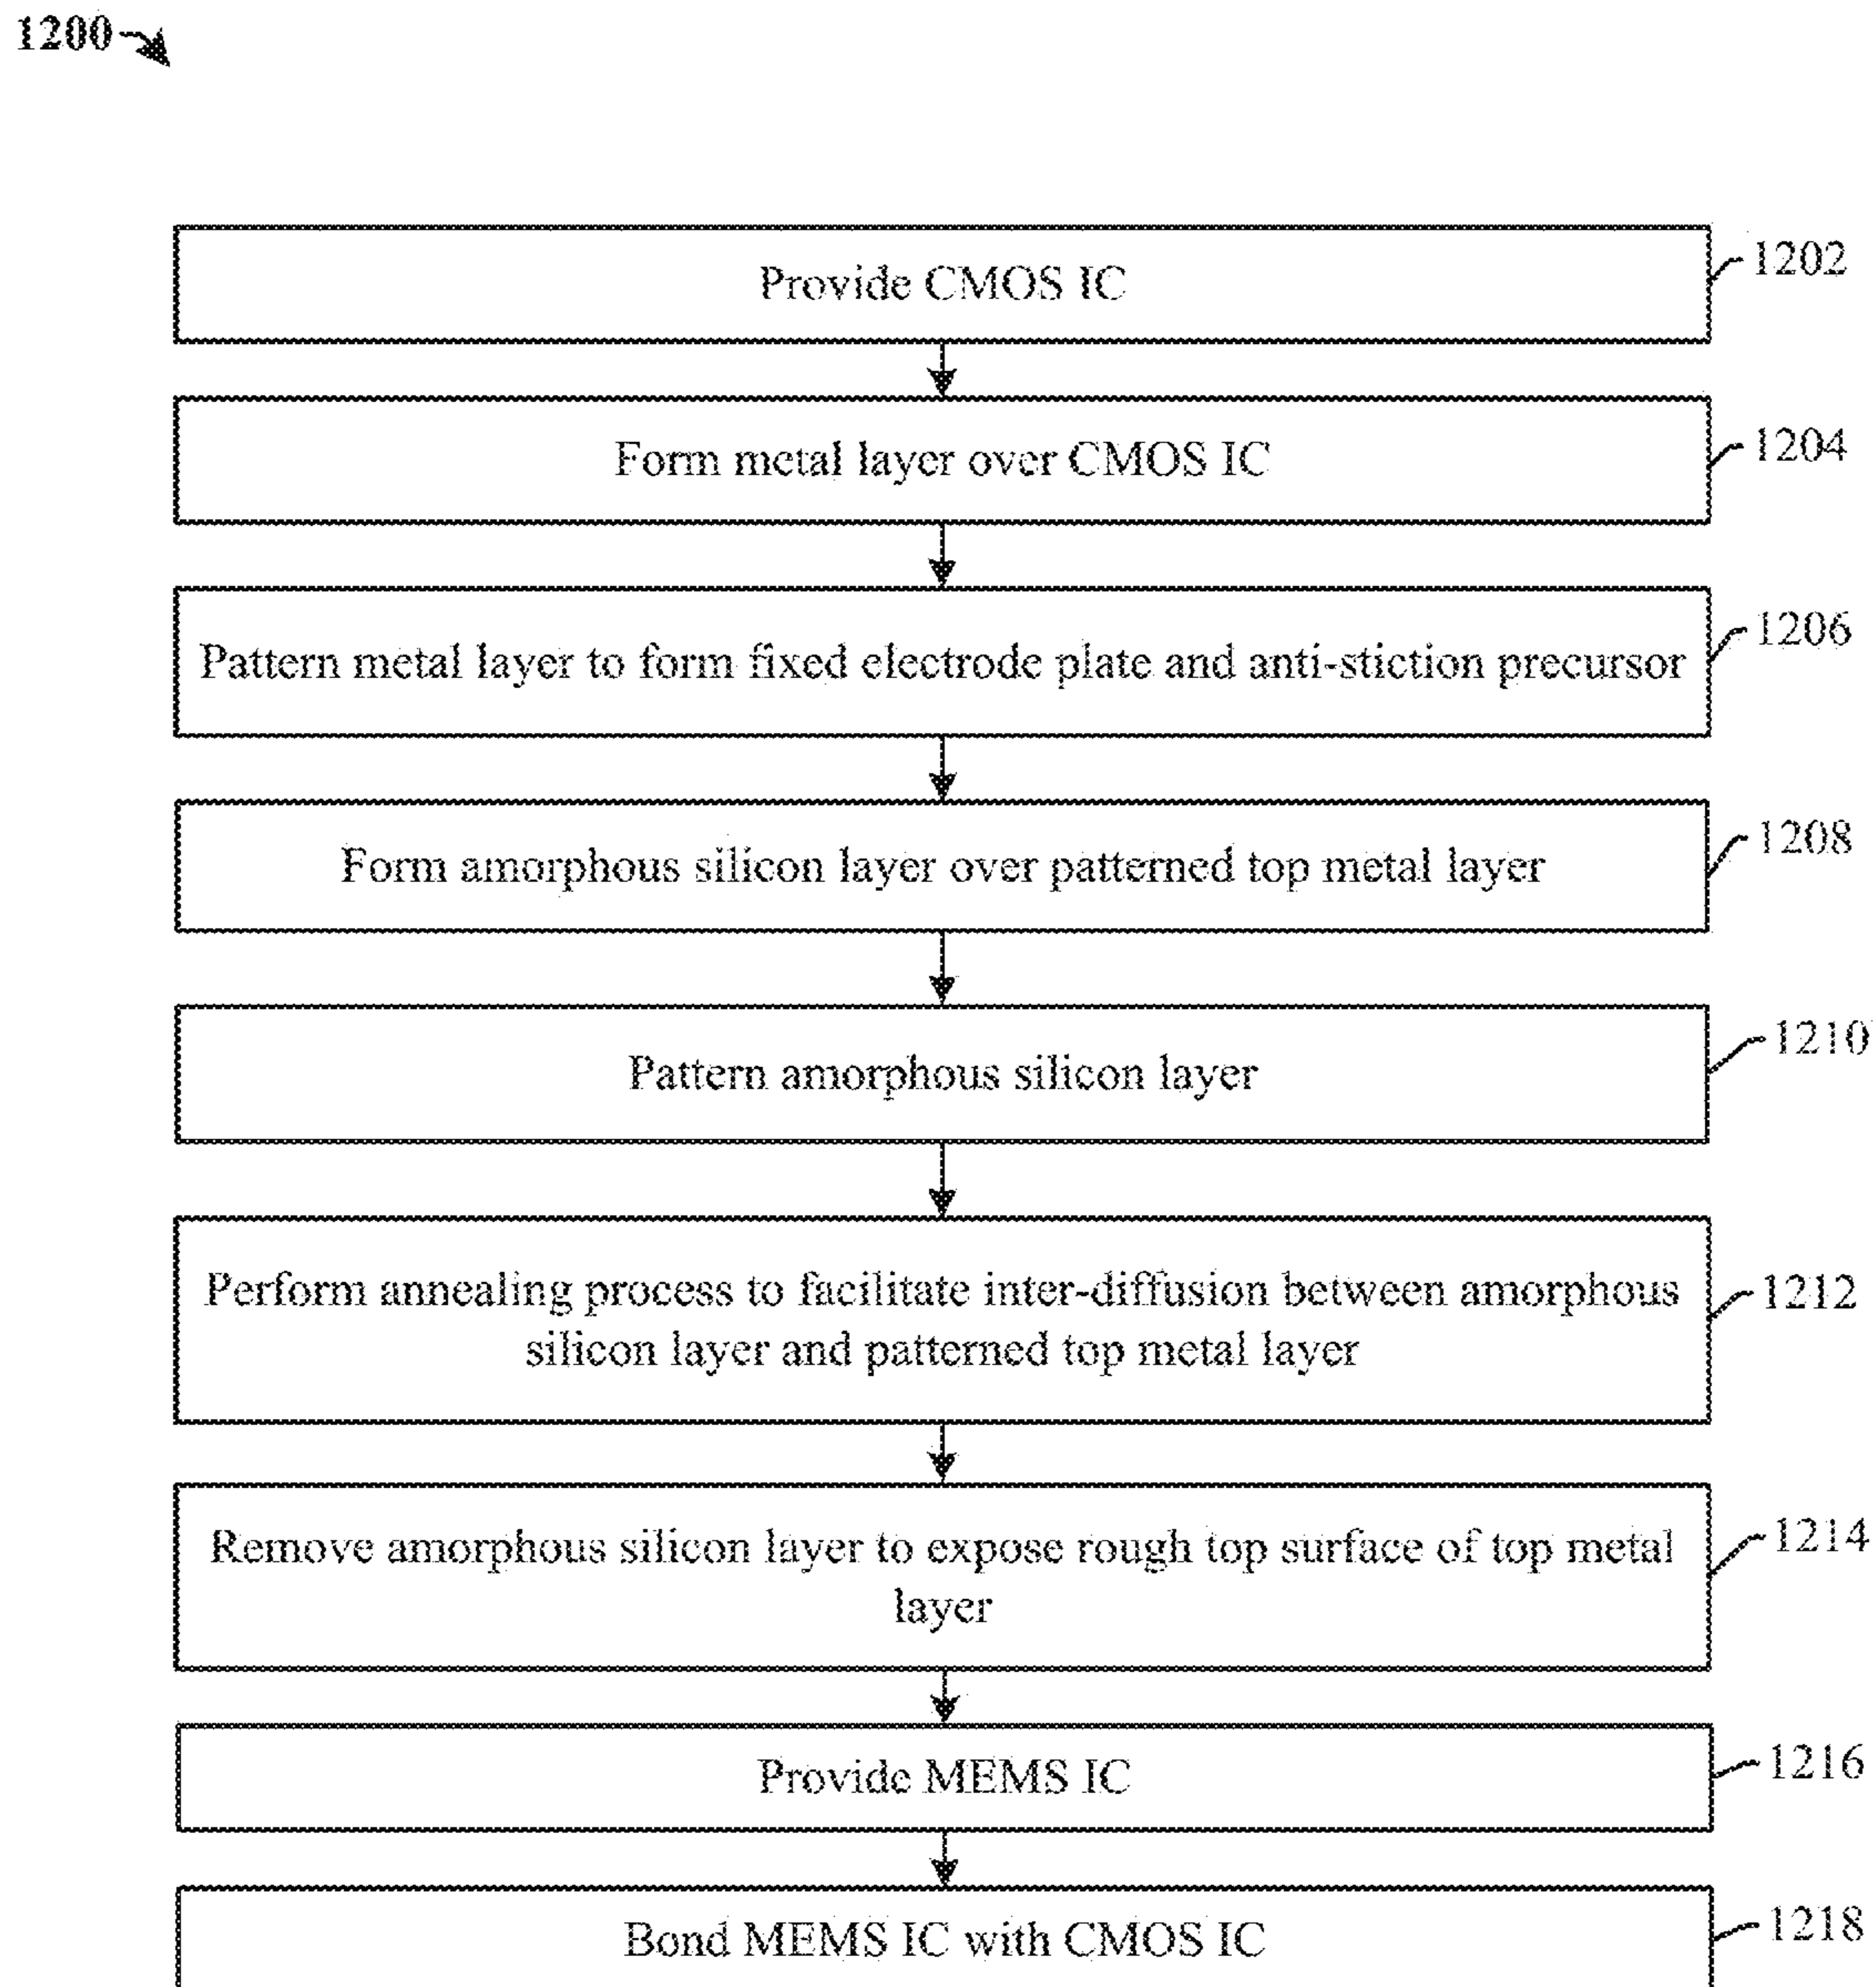 1200
Provide CMOS IC
1202
Form metal layer over CMOS IC
1204
Pattern metal layer to form fixed electrode plate and anti-stiction precursor
1206
Form amorphous silicon layer over patterned top metal layer
1208
Pattern amorphous silicon layer
1210
Perform annealing process to facilitate inter-diffusion between amorphous
silicon layer and patterned top metal layer
1212
Remove amorphous silicon layer to expose rough top surface of top metal
layer
1214
Provide MEMS IC
1216
Bond MEMS IC with CMOS IC
1218